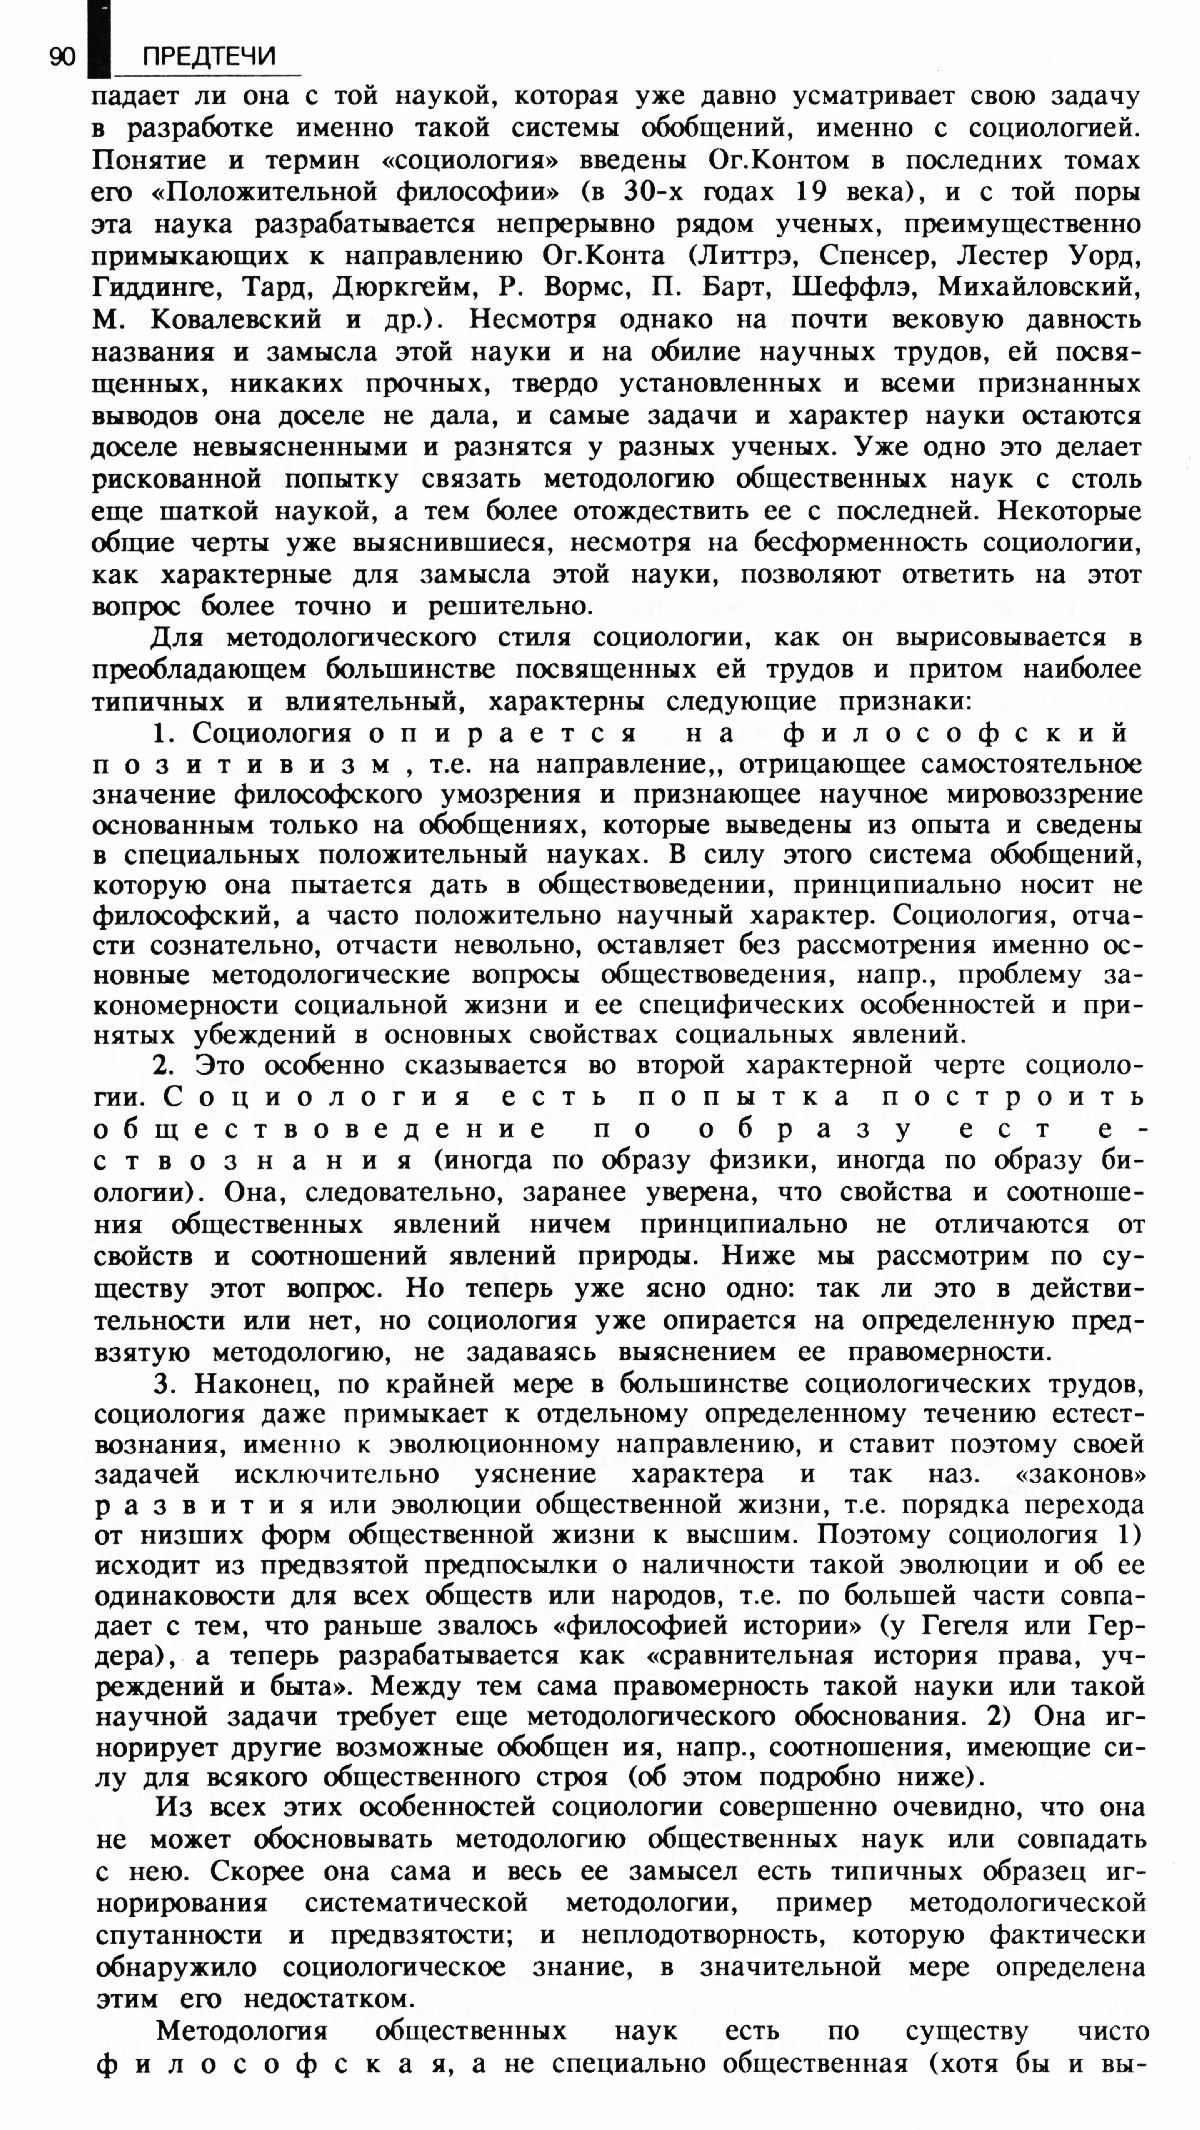 90 ПРЕДТЕЧИ
падает ли она с той наукой, которая уже давно усматривает свою задачу
в разработке именно такой системы обобщений, именно с социологией.
Понятие и термин «социология» введены Ог.Контом в последних томах
его «Положительной философии» (в 30-х годах 19 века), и с той поры
эта наука разрабатывается непрерывно рядом ученых, преимущественно
примыкающих к направлению Ог.Конта (Литтрэ, Спенсер, Лестер Уорд,
Гиддинге, Тард, Дюркгейм, Р. Вормс, П. Барт, Шеффлэ, Михайловский,
М. Ковалевский и др.). Несмотря однако на почти вековую давность
названия и замысла этой науки и на обилие научных трудов, ей посвя-
щенных, никаких прочных, твердо установленных и всеми признанных
выводов она доселе не дала, и самые задачи и характер науки остаются
доселе невыясненными и разнятся у разных ученых. Уже одно это делает
рискованной попытку связать методологию общественных наук с столь
еще шаткой наукой, а тем более отождествить ее с последней. Некоторые
общие черты уже выяснившиеся, несмотря на бесформенность социологии,
как характерные для замысла этой науки, позволяют ответить на этот
вопрос более точно и решительно.
Для методологического стиля социологии, как он вырисовывается в
преобладающем большинстве посвященных ей трудов и притом наиболее
типичных и влиятельный, характерны следующие признаки:
1. Социология о п и р а е т с я н а ф и л о с о ф с к и й
п о з и т и в и з м , т.е. на направление,, отрицающее самостоятельное
значение философского умозрения и признающее научное мировоззрение
основанным только на обобщениях, которые выведены из опыта и сведены
в специальных положительный науках. В силу этого система обобщений,
которую она пытается дать в обществоведении, принципиально носит не
философский, а часто положительно научный характер. Социология, отча-
сти сознательно, отчасти невольно, оставляет без рассмотрения именно ос-
новные методологические вопросы обществоведения, напр., проблему за-
кономерности социальной жизни и ее специфических особенностей и при-
нятых убеждений в основных свойствах социальных явлений.
2. Это особенно сказывается во второй характерной черте социоло-
гии. С о ц и о л о г и я е с т ь п о п ы т к а п о с т р о и т ь
о б щ е с т в о в е д е н и е п о о б р а з у е с т е -
с т в о з н а н и я (иногда по образу физики, иногда по образу би-
ологии). Она, следовательно, заранее уверена, что свойства и соотноше-
ния общественных явлений ничем принципиально не отличаются от
свойств и соотношений явлений природы. Ниже мы рассмотрим по су-
ществу этот вопрос. Но теперь уже ясно одно: так ли это в действи-
тельности или нет, но социология уже опирается на определенную пред-
взятую методологию, не задаваясь выяснением ее правомерности.
3. Наконец, по крайней мере в большинстве социологических трудов,
социология даже примыкает к отдельному определенному течению естест-
вознания, именно к эволюционному направлению, и ставит поэтому своей
задачей исключительно уяснение характера и так наз. «законов»
р а з в и т и я или эволюции общественной жизни, т.е. порядка перехода
от низших форм общественной жизни к высшим. Поэтому социология 1)
исходит из предвзятой предпосылки о наличности такой эволюции и об ее
одинаковости для всех обществ или народов, т.е. по большей части совпа-
дает с тем, что раньше звалось «философией истории» (у Гегеля или Гер-
дера), а теперь разрабатывается как «сравнительная история права, уч-
реждений и быта». Между тем сама правомерность такой науки или такой
научной задачи требует еще методологического обоснования. 2) Она иг-
норирует другие возможные обобщен ия, напр., соотношения, имеющие си-
лу для всякого общественного строя (об этом подробно ниже).
Из всех этих особенностей социологии совершенно очевидно, что она
не может обосновывать методологию общественных наук или совпадать
с нею. Скорее она сама и весь ее замысел есть типичных образец иг-
норирования систематической методологии, пример методологической
спутанности и предвзятости; и неплодотворность, которую фактически
обнаружило социологическое знание, в значительной мере определена
этим его недостатком.
Методология общественных наук есть по существу чисто
ф и л о с о ф с к а я, а не специально общественная (хотя бы и вы-